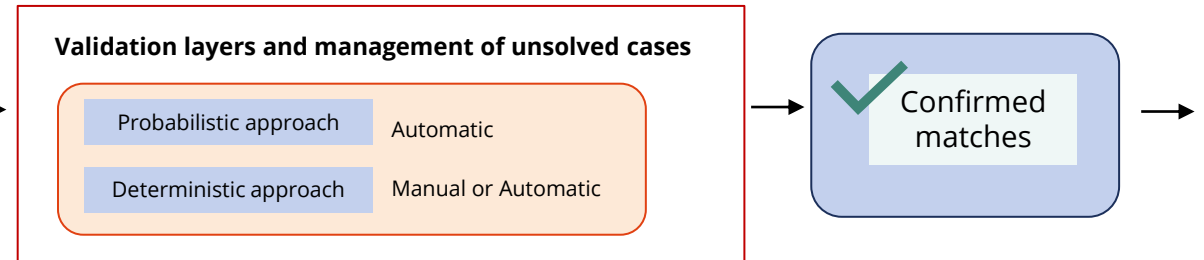 Validation layers and management of unsolved cases
Probabilistic approach
Automatic
Deterministic approach
Manual or Automatic
Confirmed
matches